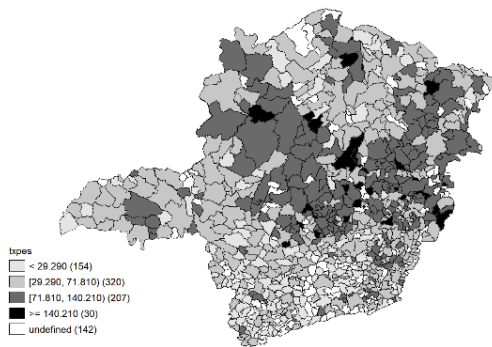 txpes
< 29.290 (154)
[29.290, 71.810) (320)
[71.810, 140.210) (207)
>= 140.210 (30)
undefined (142)